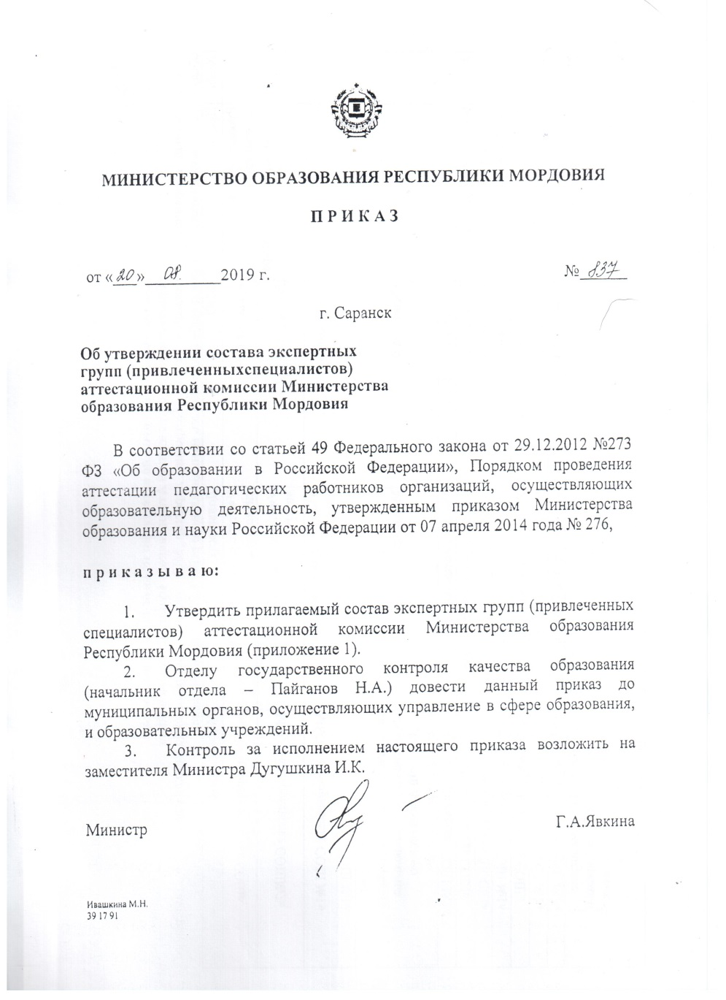 МИНИСТЕРСТВО ОБРАЗОВАНИЯ РЕСПУБЛИКИ МОРДОВИЯ
П Р И К А З
от «20» 08. 2019 г. № 837
г. Саранск
Об утверждении состава экспертных
групп (привлеченныхспециалистов)
аттестационной комиссии Министерства
образования Республики Мордовия
В соответствии со статьей 49 Федерального закона от 29.12.2012 №273
ФЗ «Об образовании в Российской Федерации», Порядком проведения
аттестации педагогических работников организаций, осуществляющих
образовательную деятельность, утвержденным приказом Министерства
образования и науки Российской Федерации от 07 апреля 2014 года № 276,
п р и к а з ы в а ю:
1. Утвердить прилагаемый состав экспертных групп (привлеченных
специалистов) аттестационной комиссии Министерства образования
Республики Мордовия (приложение 1).
2. Отделу государственного контроля качества образования
(начальник отдела – Пайганов Н.А.) довести данный приказ до
муниципальных органов, осуществляющих управление в сфере образования,
и образовательных учреждений.
3. Контроль за исполнением настоящего приказа возложить на
заместителя Министра Дугушкина И.К.
Министр Г.А.Явкина
Ивашкина М.Н.
39 17 91